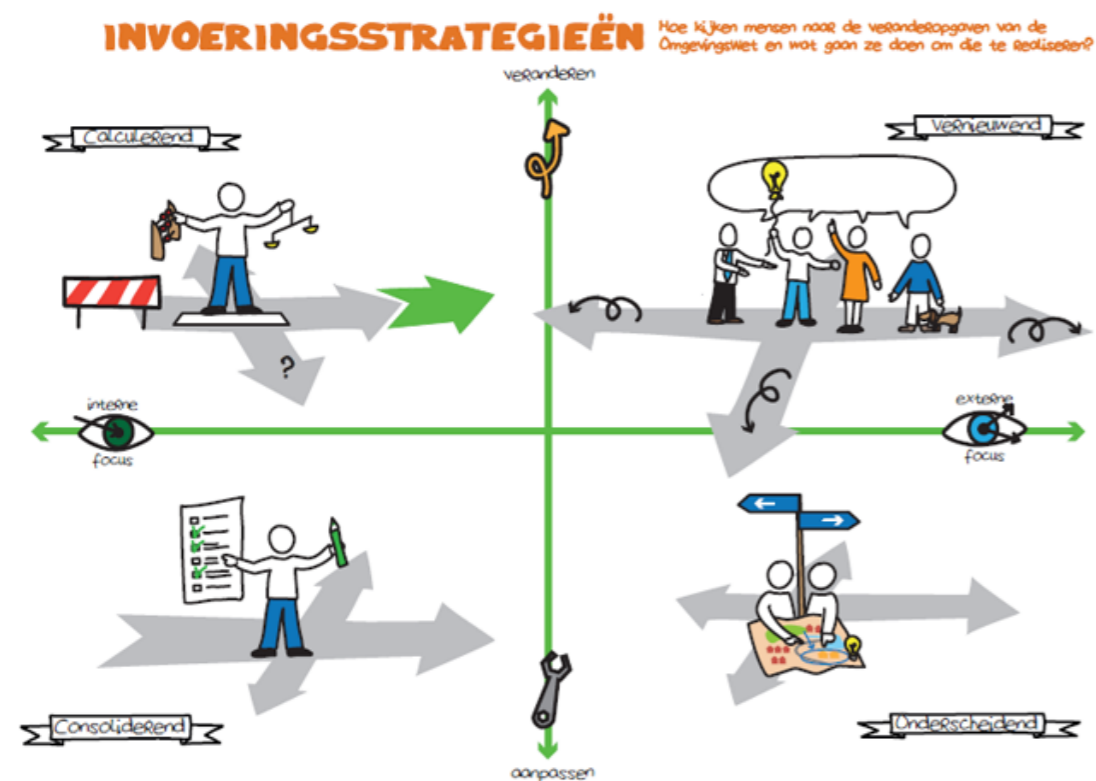 INVOERINGSSTRATEGIEËN
Hoe kijken mensen naar de veranderopgaven van de
Omgevingswet en wat gaan ze doen om die te realiseren?
veranderen
Calculerend
Vernieuwend
?
interne
focus
externe
focus
Consoliderend
Onderscheidend
aanpassen